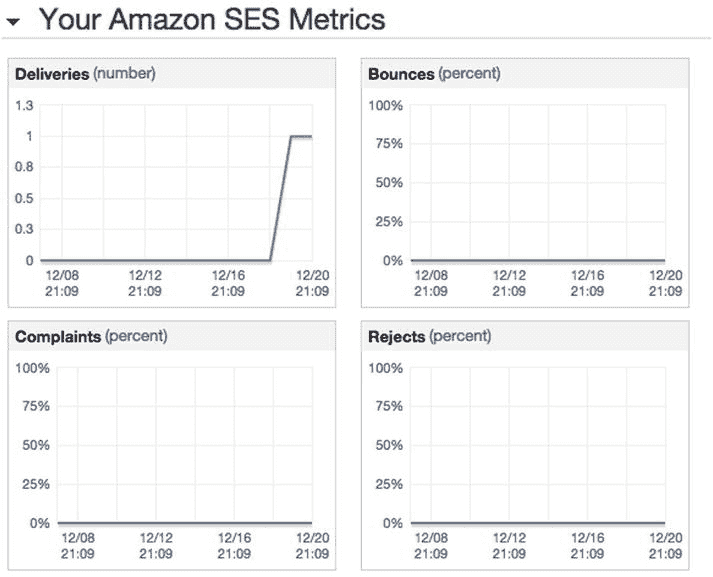 Your Amazon SES Metrics
Deliveries (number)
1.3
1
0.8
0.5
0.3
0
12/08 12/12 12/16 12/20
21:09 21:09 21:09 21:09
Bounces (percent)
100%
75%
50%
25%
0%
12/08 12/12 12/16 12/20
21:09 21:09 21:09 21:09
Complaints (percent)
100%
75%
50%
25%
0%
12/08 12/12 12/16 12/20
21:09 21:09 21:09 21:09
Rejects (percent)
100%
75%
50%
25%
0%
12/08 12/12 12/16 12/20
21:09 21:09 21:09 21:09